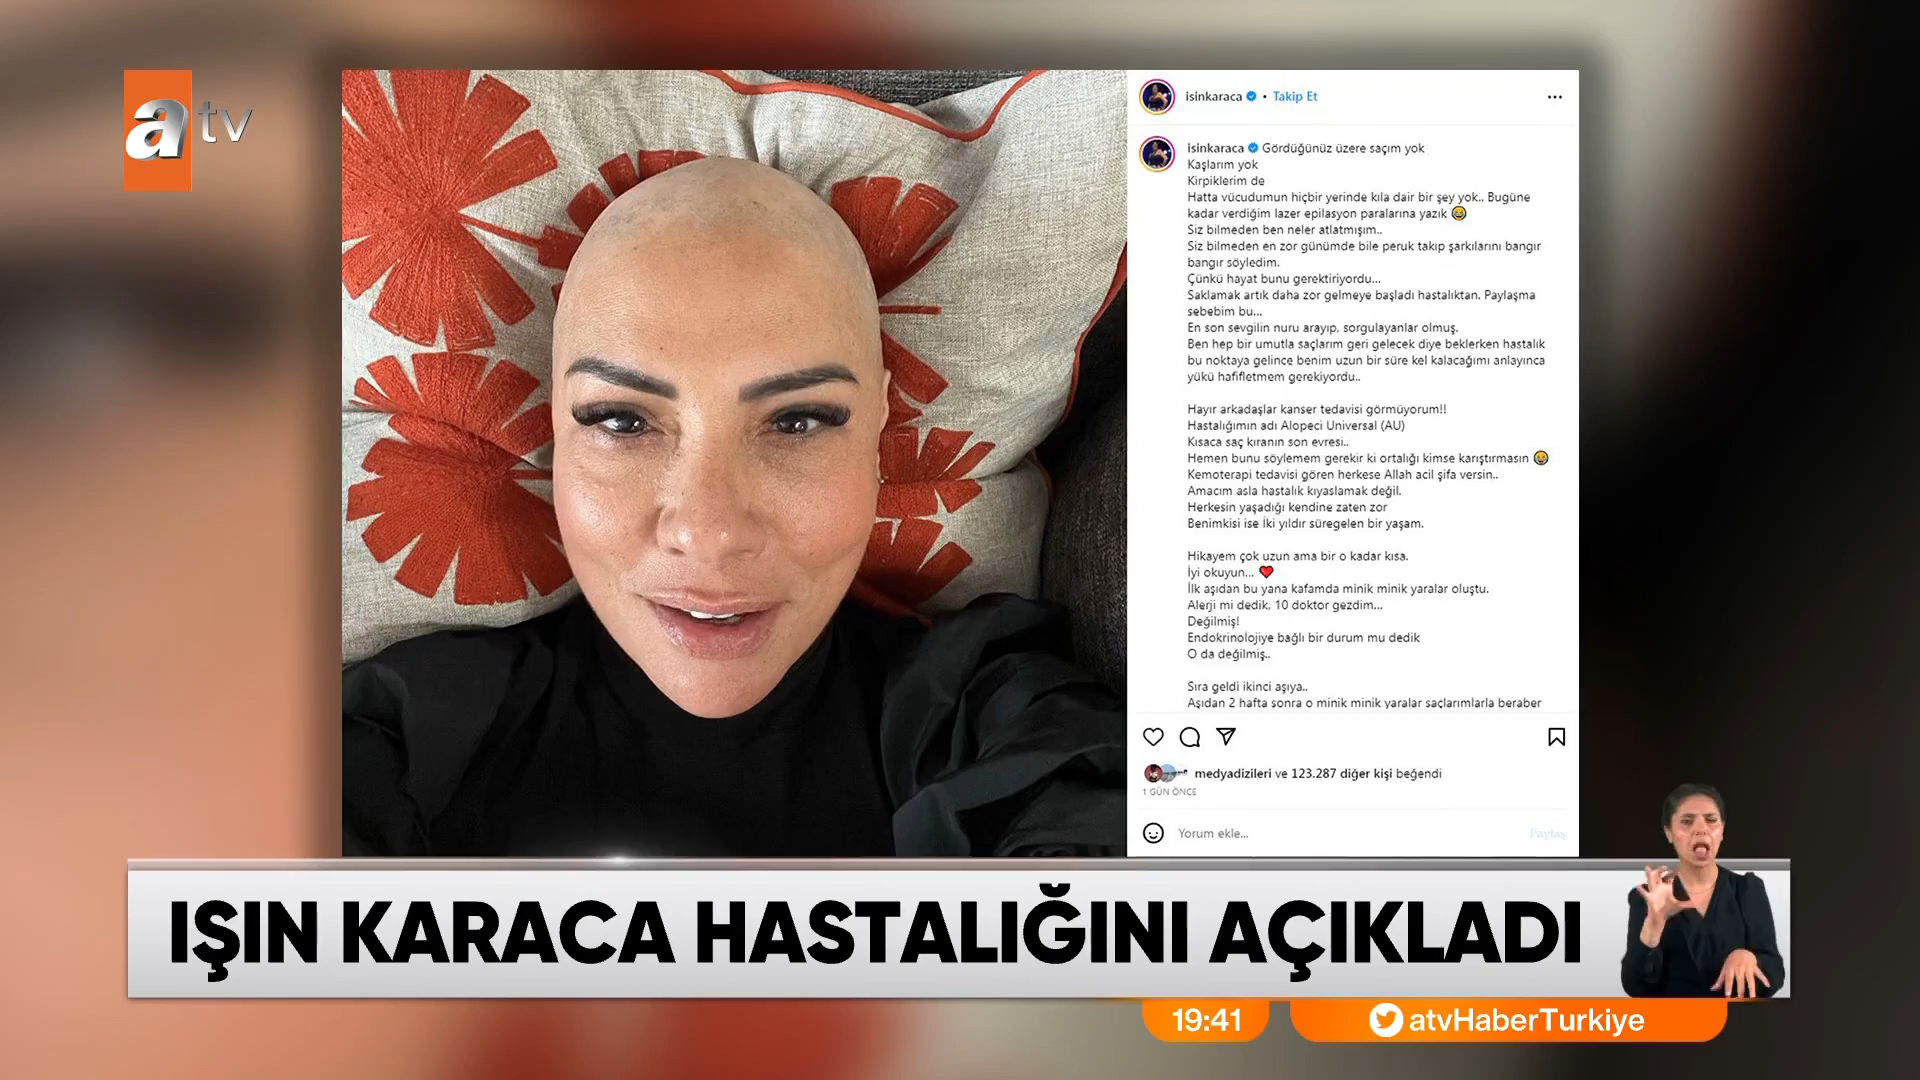 atv
isinkaraca • Takip Et
isinkaraca Gördüğünüz üzere saçım yok
Kaşlarım yok
Kirpiklerim de
Hatta vücudumun hiçbir yerinde kıla dair bir şey yok.. Bugüne
kadar verdiğim lazer epilasyon paralarına yazık 😂
Siz bilmeden ben neler atlatmışım..
Siz bilmeden en zor günümde bile peruk takıp şarkılarını bangır
bangır söyledim.
Çünkü hayat bunu gerektiriyordu...
Saklamak artık daha zor gelmeye başladı hastalıktan. Paylaşma
sebebim bu...
En son sevgilin nuru arayıp, sorgulayanlar olmuş.
Ben hep bir umutla saçlarım geri gelecek diye beklerken hastalık
bu noktaya gelince benim uzun bir süre kel kalacağımı anlayınca
yükü hafifletmem gerekiyordu..
Hayır arkadaşlar kanser tedavisi görmüyorum!!
Hastalığımın adı Alopeci Universal (AU)
Kısaca saç kıranın son evresi..
Hemen bunu söylemem gerekir ki ortalığı kimse karıştırmasın 😂
Kemoterapi tedavisi gören herkese Allah acil şifa versin..
Amacım asla hastalık kıyaslamak değil.
Herkesin yaşadığı kendine zaten zor
Benimkisi ise İki yıldır süregelen bir yaşam.
Hikayem çok uzun ama bir o kadar kısa.
İyi okuyun... ❤️
İlk aşıdan bu yana kafamda minik minik yaralar oluştu.
Alerji mi dedik, 10 doktor gezdim...
Değilmiş!
Endokrinolojiye bağlı bir durum mu dedik
O da değilmiş..
Sıra geldi ikinci aşıya..
Aşıdan 2 hafta sonra o minik minik yaralar saçlarımlarla beraber
medyadizileri ve 123.287 diğer kişi beğendi
1 GÜN ÖNCE
Yorum ekle...
Paylaş
IŞIN KARACA HASTALIĞINI AÇIKLADI
19:41
atvHaberTurkiye